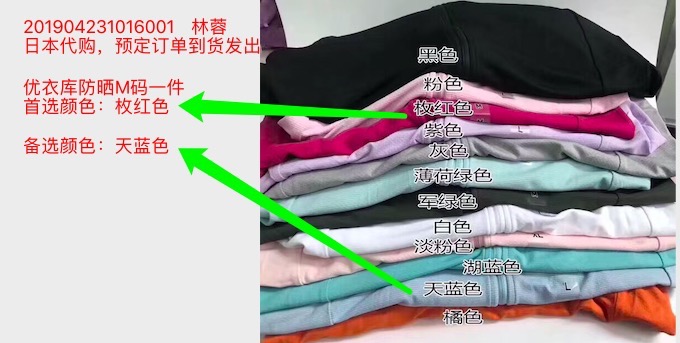 201904231016001 林蓉
日本代购，预定订单到货发出
优衣库防晒M码一件
首选颜色：枚红色
备选颜色：天蓝色
黑色
粉色
枚红色
紫色
灰色
薄荷绿色
军绿色
白色
淡粉色
XL
湖蓝色
天蓝色
L
橘色